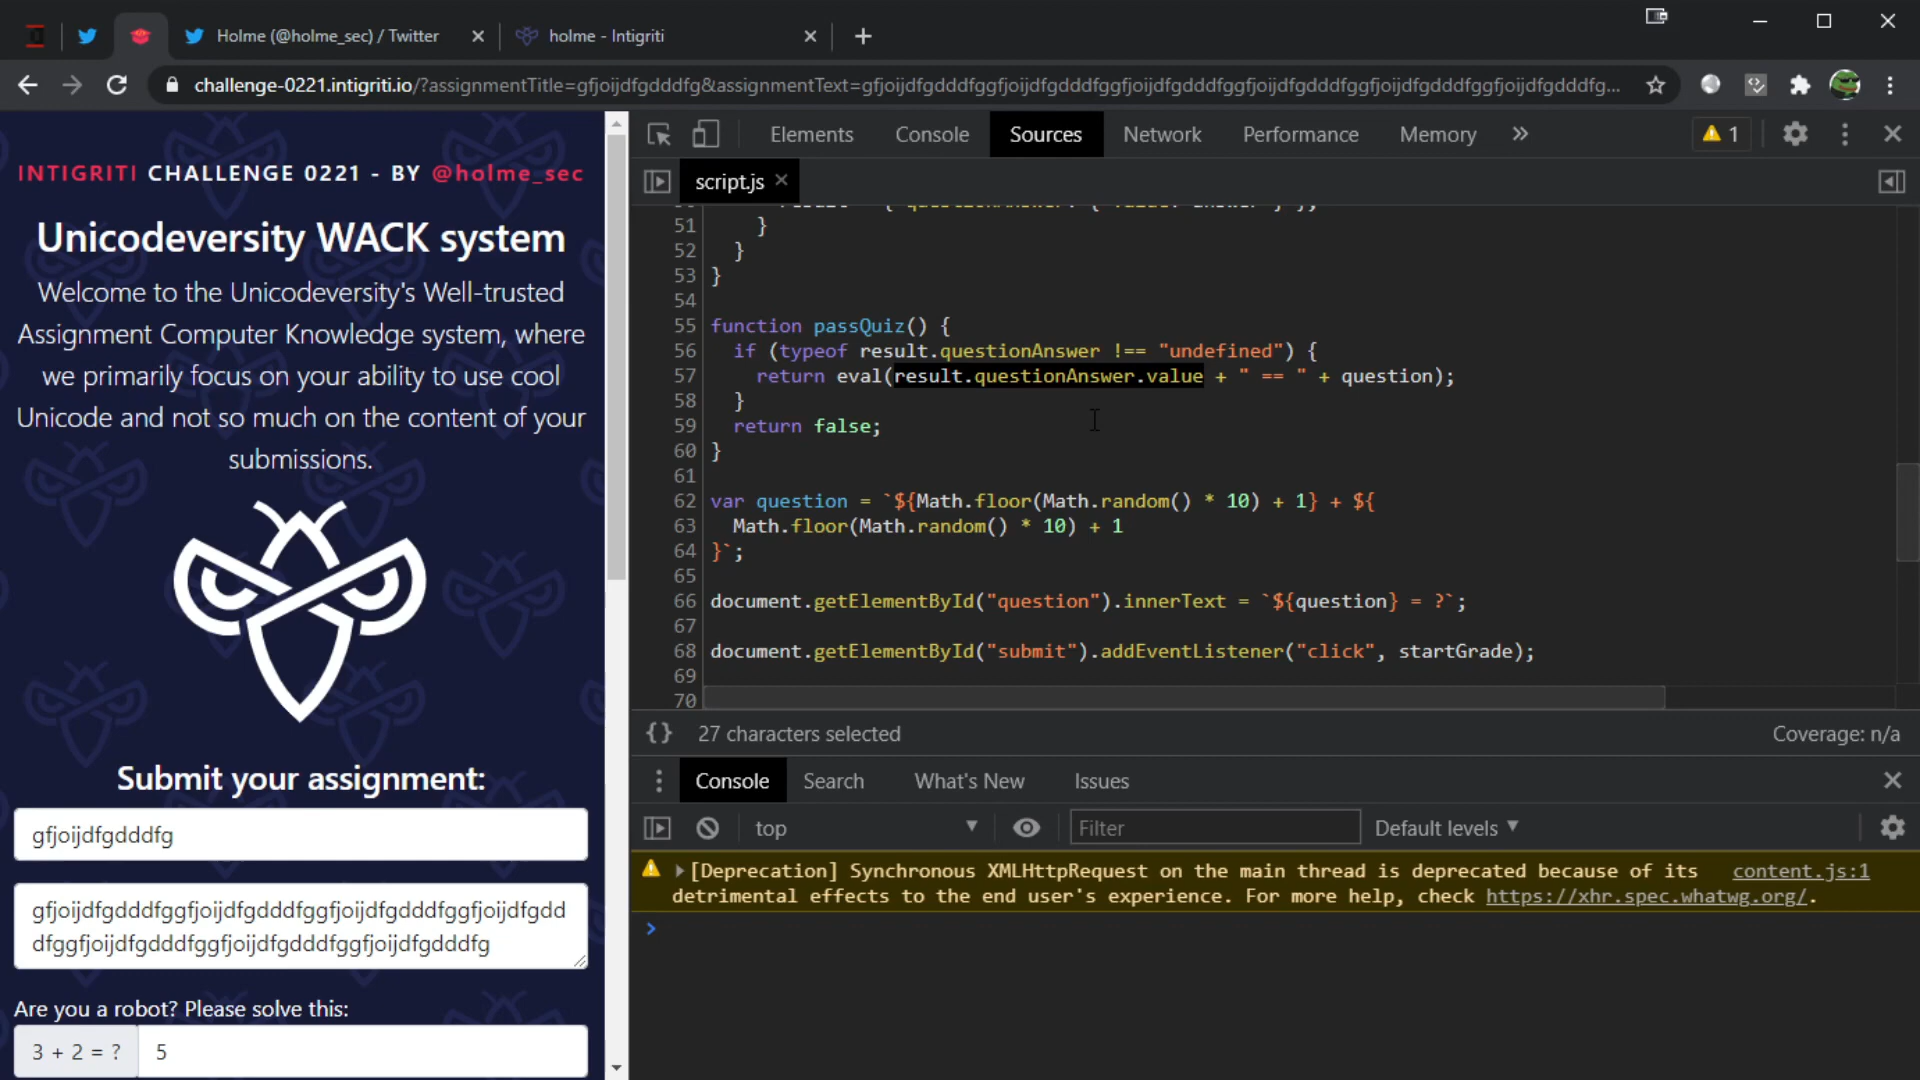 Holme (@holme_sec) / Twitter
holme - Intigriti
challenge-0221.intigriti.io/?assignmentTitle=gfjoijdfgdddfg&assignmentText=gfjoijdfgdddfggfjoijdfgdddfggfjoijdfgdddfggfjoijdfgdddfggfjoijdfgdddfggfjoijdfgdddfg...
INTIGRITI CHALLENGE 0221 - BY @holme_sec
Unicodeversity WACK system
Welcome to the Unicodeversity's Well-trusted
Assignment Computer Knowledge system, where
we primarily focus on your ability to use cool
Unicode and not so much on the content of your
submissions.
Submit your assignment:
gfjoijdfgdddfg
gfjoijdfgdddfggfjoijdfgdddfggfjoijdfgdddfggfjoijdfgdd
dfggfjoijdfgdddfggfjoijdfgdddfggfjoijdfgdddfg
Are you a robot? Please solve this:
3 + 2 = ? 5
Elements Console Sources Network Performance Memory » 1
script.js
51 }
52 }
53 }
54
55 function passQuiz() {
56 if (typeof result.questionAnswer !== "undefined") {
57 return eval(result.questionAnswer.value + " == " + question);
58 }
59 return false;
60 }
61
62 var question = `${Math.floor(Math.random() * 10) + 1} + ${
63 Math.floor(Math.random() * 10) + 1
64 }`;
65
66 document.getElementById("question").innerText = `${question} = ?`;
67
68 document.getElementById("submit").addEventListener("click", startGrade);
69
70
{} 27 characters selected Coverage: n/a
Console Search What's New Issues
top Filter Default levels
[Deprecation] Synchronous XMLHttpRequest on the main thread is deprecated because of its content.js:1
detrimental effects to the end user's experience. For more help, check https://xhr.spec.whatwg.org/.